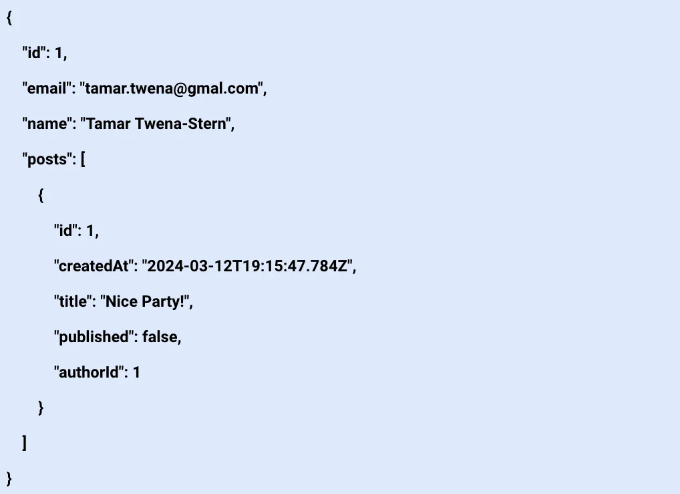 {
"id": 1,
"email": "tamar.twena@gmal.com",
"name": "Tamar Twena-Stern",
"posts": [
{
"id": 1,
"createdAt": "2024-03-12T19:15:47.784Z",
"title": "Nice Party!",
"published": false,
"authorId": 1
}
]
}